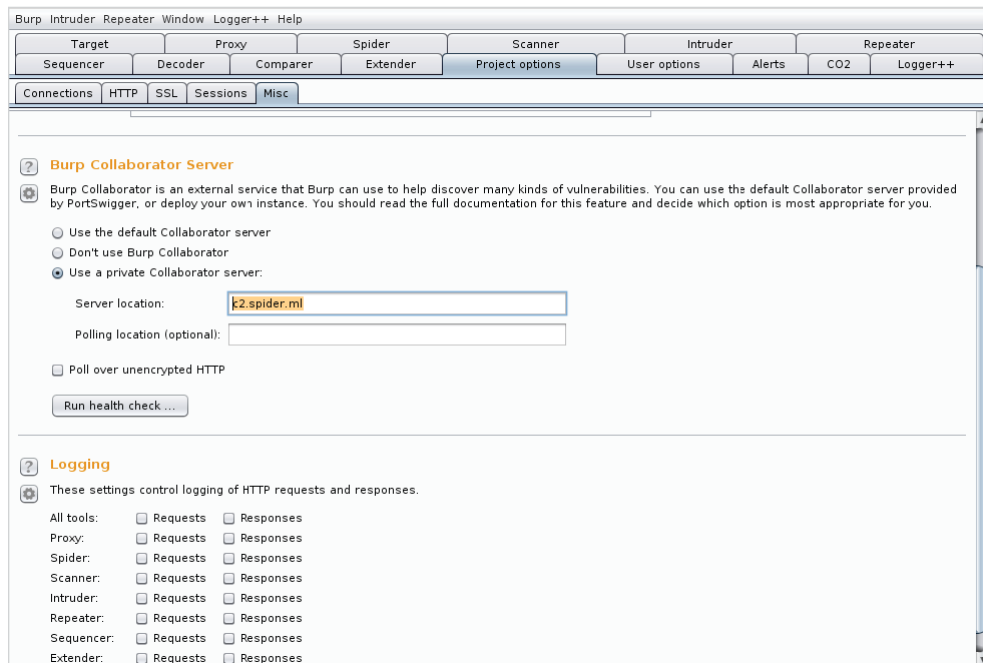 Burp Intruder Repeater Window Logger++ Help
Target Proxy Spider Scanner Intruder Repeater
Sequencer Decoder Comparer Extender Project options User options Alerts CO2 Logger++
Connections HTTP SSL Sessions Misc
? Burp Collaborator Server
Burp Collaborator is an external service that Burp can use to help discover many kinds of vulnerabilities. You can use the default Collaborator server provided
by PortSwigger, or deploy your own instance. You should read the full documentation for this feature and decide which option is most appropriate for you.
Use the default Collaborator server
Don't use Burp Collaborator
Use a private Collaborator server:
Server location: c2.spider.ml
Polling location (optional):
Poll over unencrypted HTTP
Run health check ...
? Logging
These settings control logging of HTTP requests and responses.
All tools: Requests Responses
Proxy: Requests Responses
Spider: Requests Responses
Scanner: Requests Responses
Intruder: Requests Responses
Repeater: Requests Responses
Sequencer: Requests Responses
Extender: Requests Responses